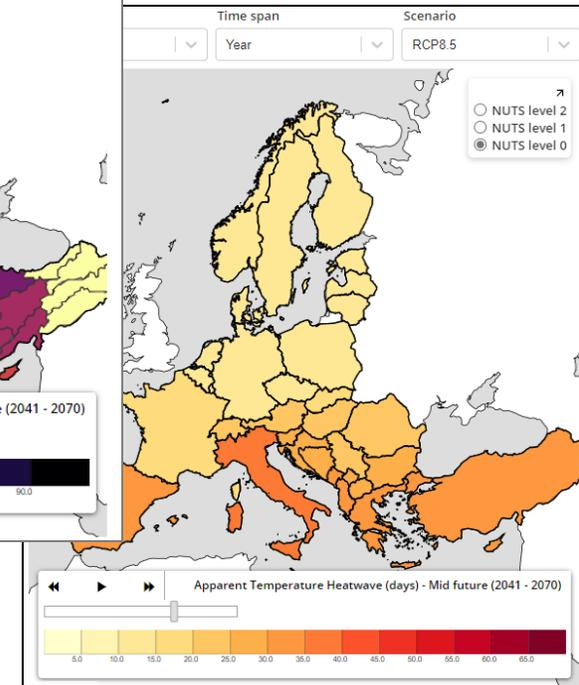 Time span
Scenario
Year
RCP8.5
NUTS level 2
NUTS level 1
NUTS level 0
e (2041 - 2070)
90.0
Apparent Temperature Heatwave (days) - Mid future (2041 - 2070)
5.0 10.0 15.0 20.0 25.0 30.0 35.0 40.0 45.0 50.0 55.0 60.0 65.0